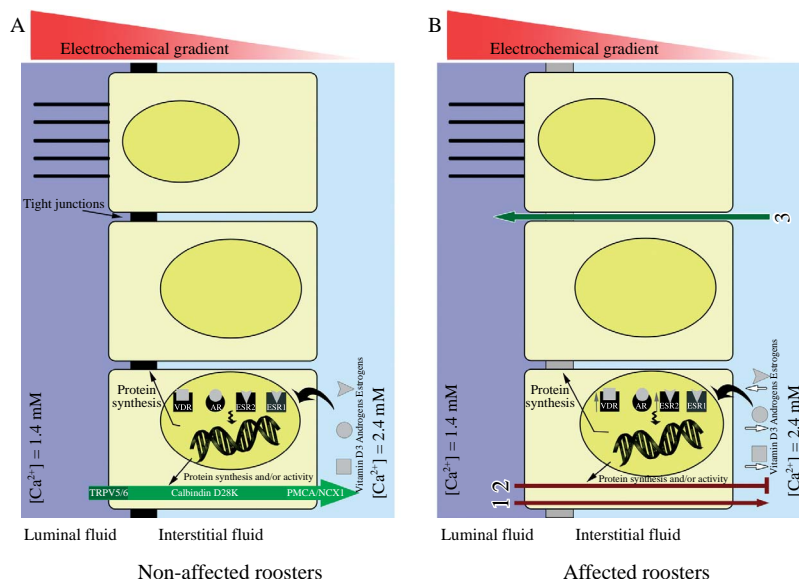 A
Electrochemical gradient
Tight junctions
Protein
synthesis
VDR
AR
ESR2
ESR1
Protein synthesis and/or activity
TRPV5/6
Calbindin D28K
PMCA/NCX1
[Ca²⁺] = 1.4 mM
Vitamin D3 Androgens Estrogens
[Ca²⁺] = 2.4 mM
Luminal fluid
Interstitial fluid
Non-affected roosters
B
Electrochemical gradient
3
Protein
synthesis
VDR
AR
ESR2
ESR1
Protein synthesis and/or activity
2
1
[Ca²⁺] = 1.4 mM
Vitamin D3 Androgens Estrogens
[Ca²⁺] = 2.4 mM
Luminal fluid
Interstitial fluid
Affected roosters